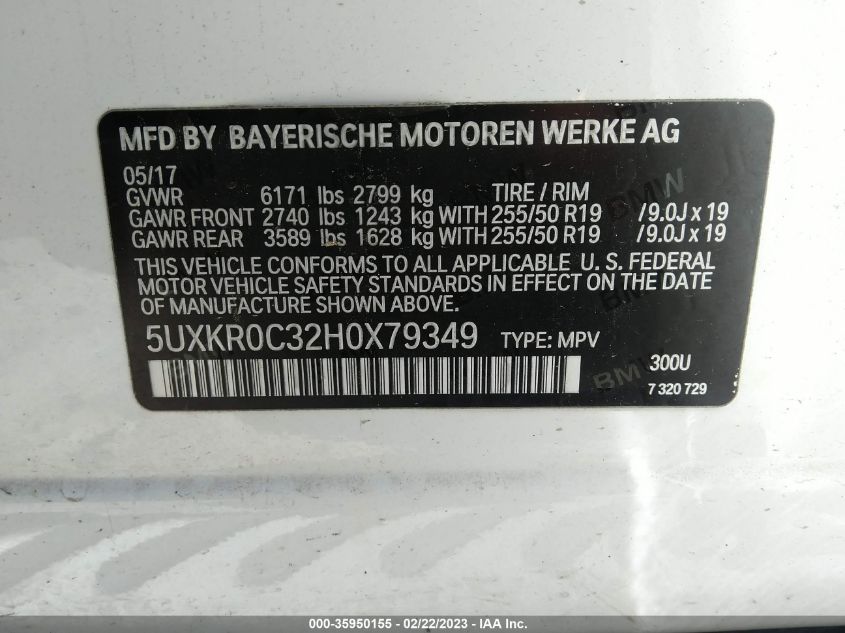 MFD BY BAYERISCHE MOTOREN WERKE AG
05/17
GVWR 6171 lbs 2799 kg TIRE / RIM
GAWR FRONT 2740 lbs 1243 kg WITH 255/50 R19 /9.0J x 19
GAWR REAR 3589 lbs 1628 kg WITH 255/50 R19 /9.0J x 19
THIS VEHICLE CONFORMS TO ALL APPLICABLE U. S. FEDERAL
MOTOR VEHICLE SAFETY STANDARDS IN EFFECT ON THE DATE
OF MANUFACTURE SHOWN ABOVE.
5UXKR0C32H0X79349 TYPE: MPV
300U
7 320 729
000-35950155 - 02/22/2023 - IAA Inc.